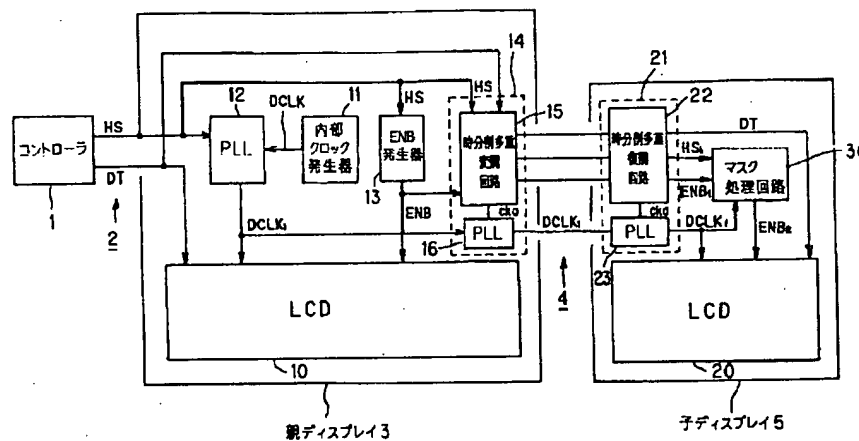 14
21
12
DCLK
11
HS
HS
15
22
コントローラ
HS
DT
PLL
内部
クロック
発生器
ENB
発生器
時分割多重
変調
回路
時分割多重
復調
回路
DT
HS₁
ENB₁
マスク
処理回路
30
1
2
13
ENB
cko
cko
DCLK₁
PLL
DCLK₁
PLL
DCLK₁
ENB₂
16
4
23
LCD
LCD
10
20
親ディスプレイ3
子ディスプレイ5